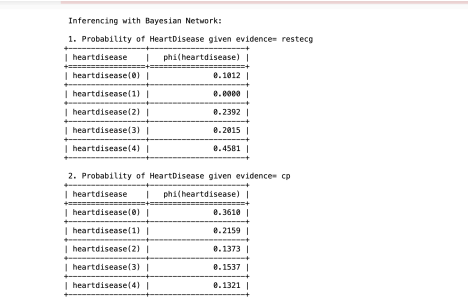 Inferencing with Bayesian Network:
1. Probability of HeartDisease given evidence= restecg
| heartdisease | phi(heartdisease) |
| heartdisease(0) | 0.1012 |
| heartdisease(1) | 0.0000 |
| heartdisease(2) | 0.2392 |
| heartdisease(3) | 0.2015 |
| heartdisease(4) | 0.4581 |
2. Probability of HeartDisease given evidence= cp
| heartdisease | phi(heartdisease) |
| heartdisease(0) | 0.3610 |
| heartdisease(1) | 0.2159 |
| heartdisease(2) | 0.1373 |
| heartdisease(3) | 0.1537 |
| heartdisease(4) | 0.1321 |